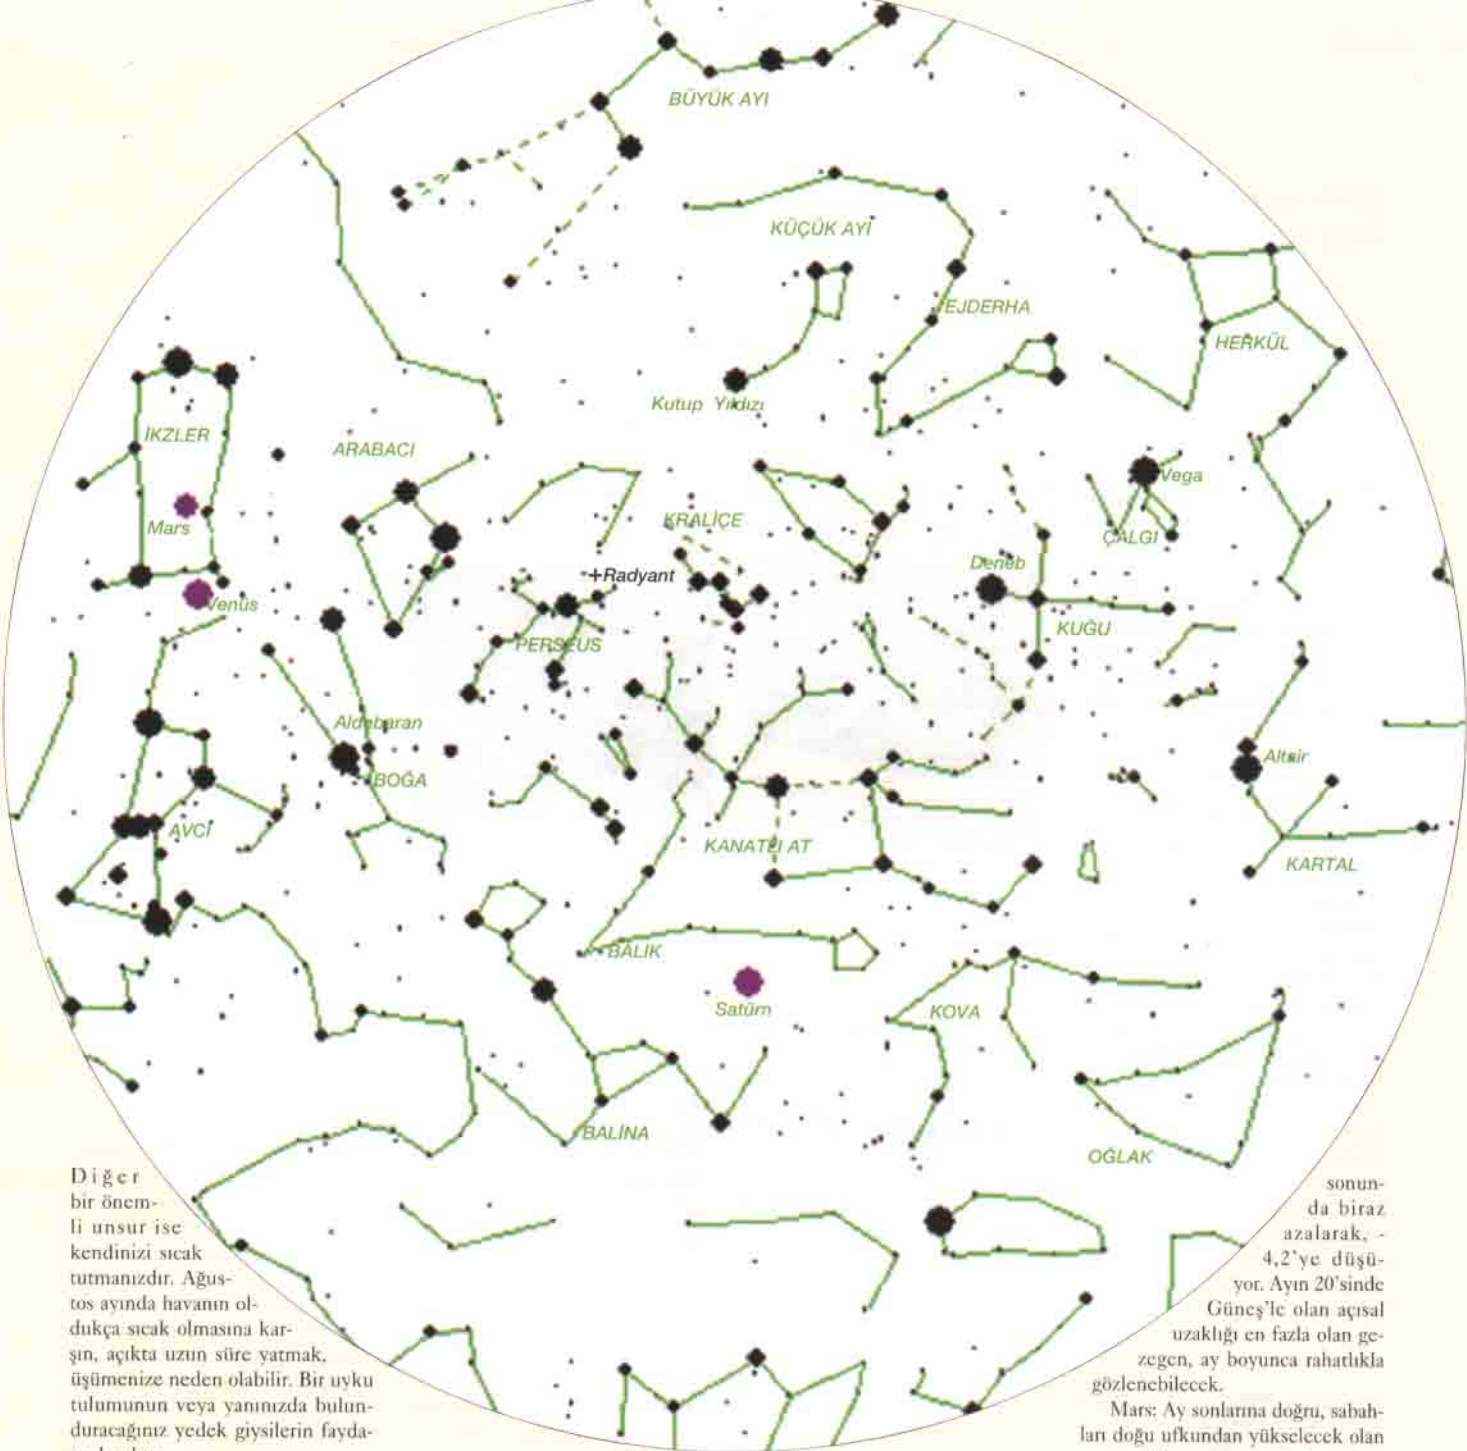 BÜYÜK AYI
KÜÇÜK AYI
EJDERHA
HERKÜL
Kutup Yıldızı
İKZLER
ARABACI
Vega
Mars
KRALİÇE
ÇALGI
+Radyant
Deneb
Venüs
PERSEUS
KUĞU
Aldebaran
BOĞA
Altair
AVCI
KANATLI AT
KARTAL
BALIK
Satürn
KOVA
BALİNA
OĞLAK
Diğer
bir önem-
li unsur ise
kendinizi sıcak
tutmanızdır. Ağus-
tos ayında havanın ol-
dukça sıcak olmasına kar-
şın, açıkta uzun süre yatmak,
üşümenize neden olabilir. Bir uyku
tulumunun veya yanınızda bulun-
duracağınız yedek giysilerin fayda-
sonun-
da biraz
azalarak, -
4,2'ye düşü-
yor. Ayın 20'sinde
Güneş'le olan açısal
uzaklığı en fazla olan ge-
zegen, ay boyunca rahatlıkla
gözlenebilecek.
Mars: Ay sonlarına doğru, sabah-
ları doğu ufkundan yükselecek olan